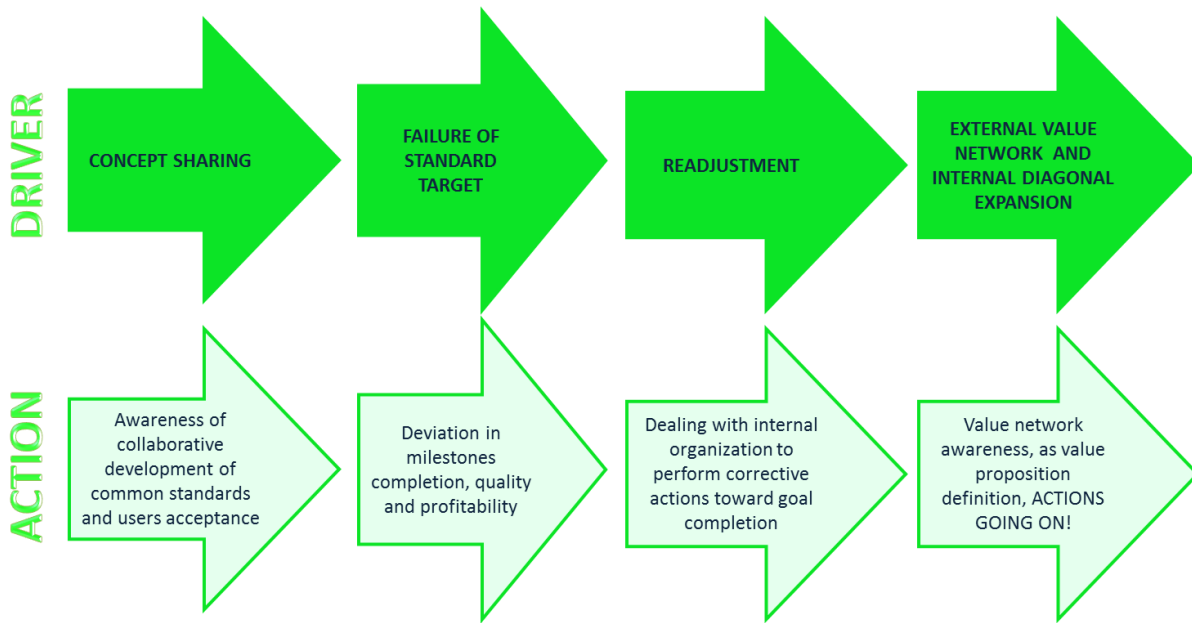 DRIVER
CONCEPT SHARING
FAILURE OF
STANDARD
TARGET
READJUSTMENT
EXTERNAL VALUE
NETWORK AND
INTERNAL DIAGONAL
EXPANSION
ACTION
Awareness of
collaborative
development of
common standards
and users acceptance
Deviation in
milestones
completion, quality
and profitability
Dealing with internal
organization to
perform corrective
actions toward goal
completion
Value network
awareness, as value
proposition
definition, ACTIONS
GOING ON!